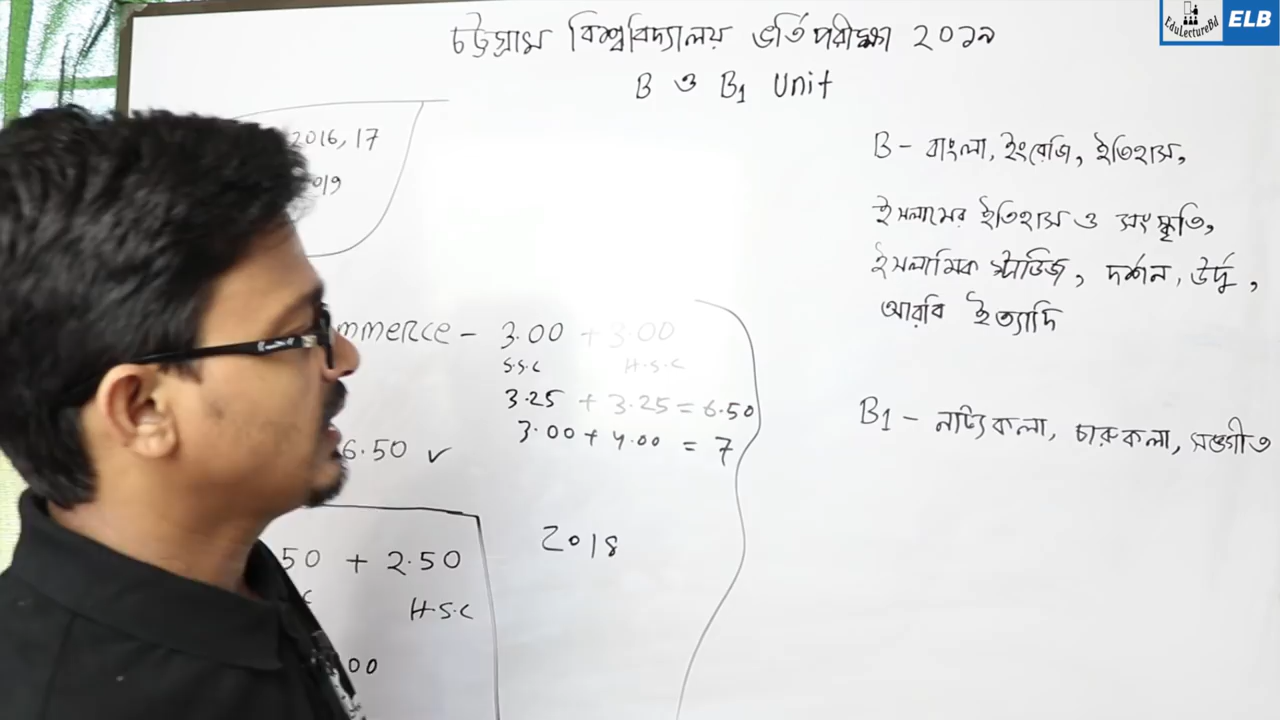 চট্টগ্রাম বিশ্ববিদ্যালয় ভর্তি পরীক্ষা ২০১৯
B ও B1 Unit
EduLectureBd ELB
2016, 17
019
B - বাংলা, ইংরেজি, ইতিহাস,
ইসলামের ইতিহাস ও সংস্কৃতি,
ইসলামিক স্টাডিজ, দর্শন, উর্দু,
আরবি ইত্যাদি
mmerce - 3.00 + 3.00
S.S.C H.S.C
3.25 + 3.25 = 6.50
3.00 + 4.00 = 7
6.50 ✓
B1 - নাট্যকলা, চারুকলা, সঙ্গীত
2018
50 + 2.50
C H.S.C
00